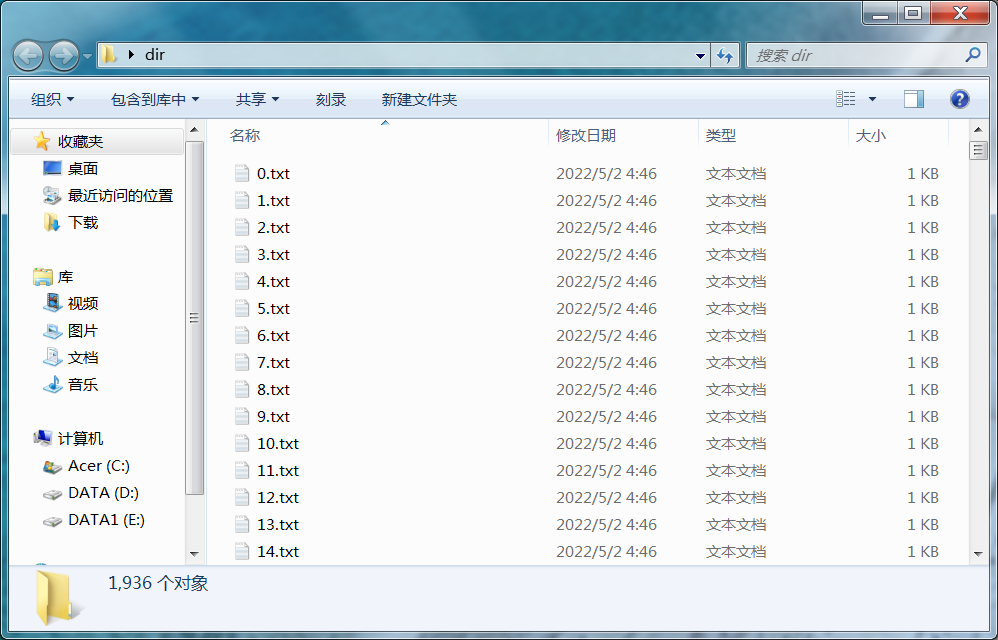 dir
搜索 dir
组织 包含到库中 共享 刻录 新建文件夹
收藏夹
桌面
最近访问的位置
下载
库
视频
图片
文档
音乐
计算机
Acer (C:)
DATA (D:)
DATA1 (E:)
名称 修改日期 类型 大小
0.txt 2022/5/2 4:46 文本文档 1 KB
1.txt 2022/5/2 4:46 文本文档 1 KB
2.txt 2022/5/2 4:46 文本文档 1 KB
3.txt 2022/5/2 4:46 文本文档 1 KB
4.txt 2022/5/2 4:46 文本文档 1 KB
5.txt 2022/5/2 4:46 文本文档 1 KB
6.txt 2022/5/2 4:46 文本文档 1 KB
7.txt 2022/5/2 4:46 文本文档 1 KB
8.txt 2022/5/2 4:46 文本文档 1 KB
9.txt 2022/5/2 4:46 文本文档 1 KB
10.txt 2022/5/2 4:46 文本文档 1 KB
11.txt 2022/5/2 4:46 文本文档 1 KB
12.txt 2022/5/2 4:46 文本文档 1 KB
13.txt 2022/5/2 4:46 文本文档 1 KB
14.txt 2022/5/2 4:46 文本文档 1 KB
1,936 个对象